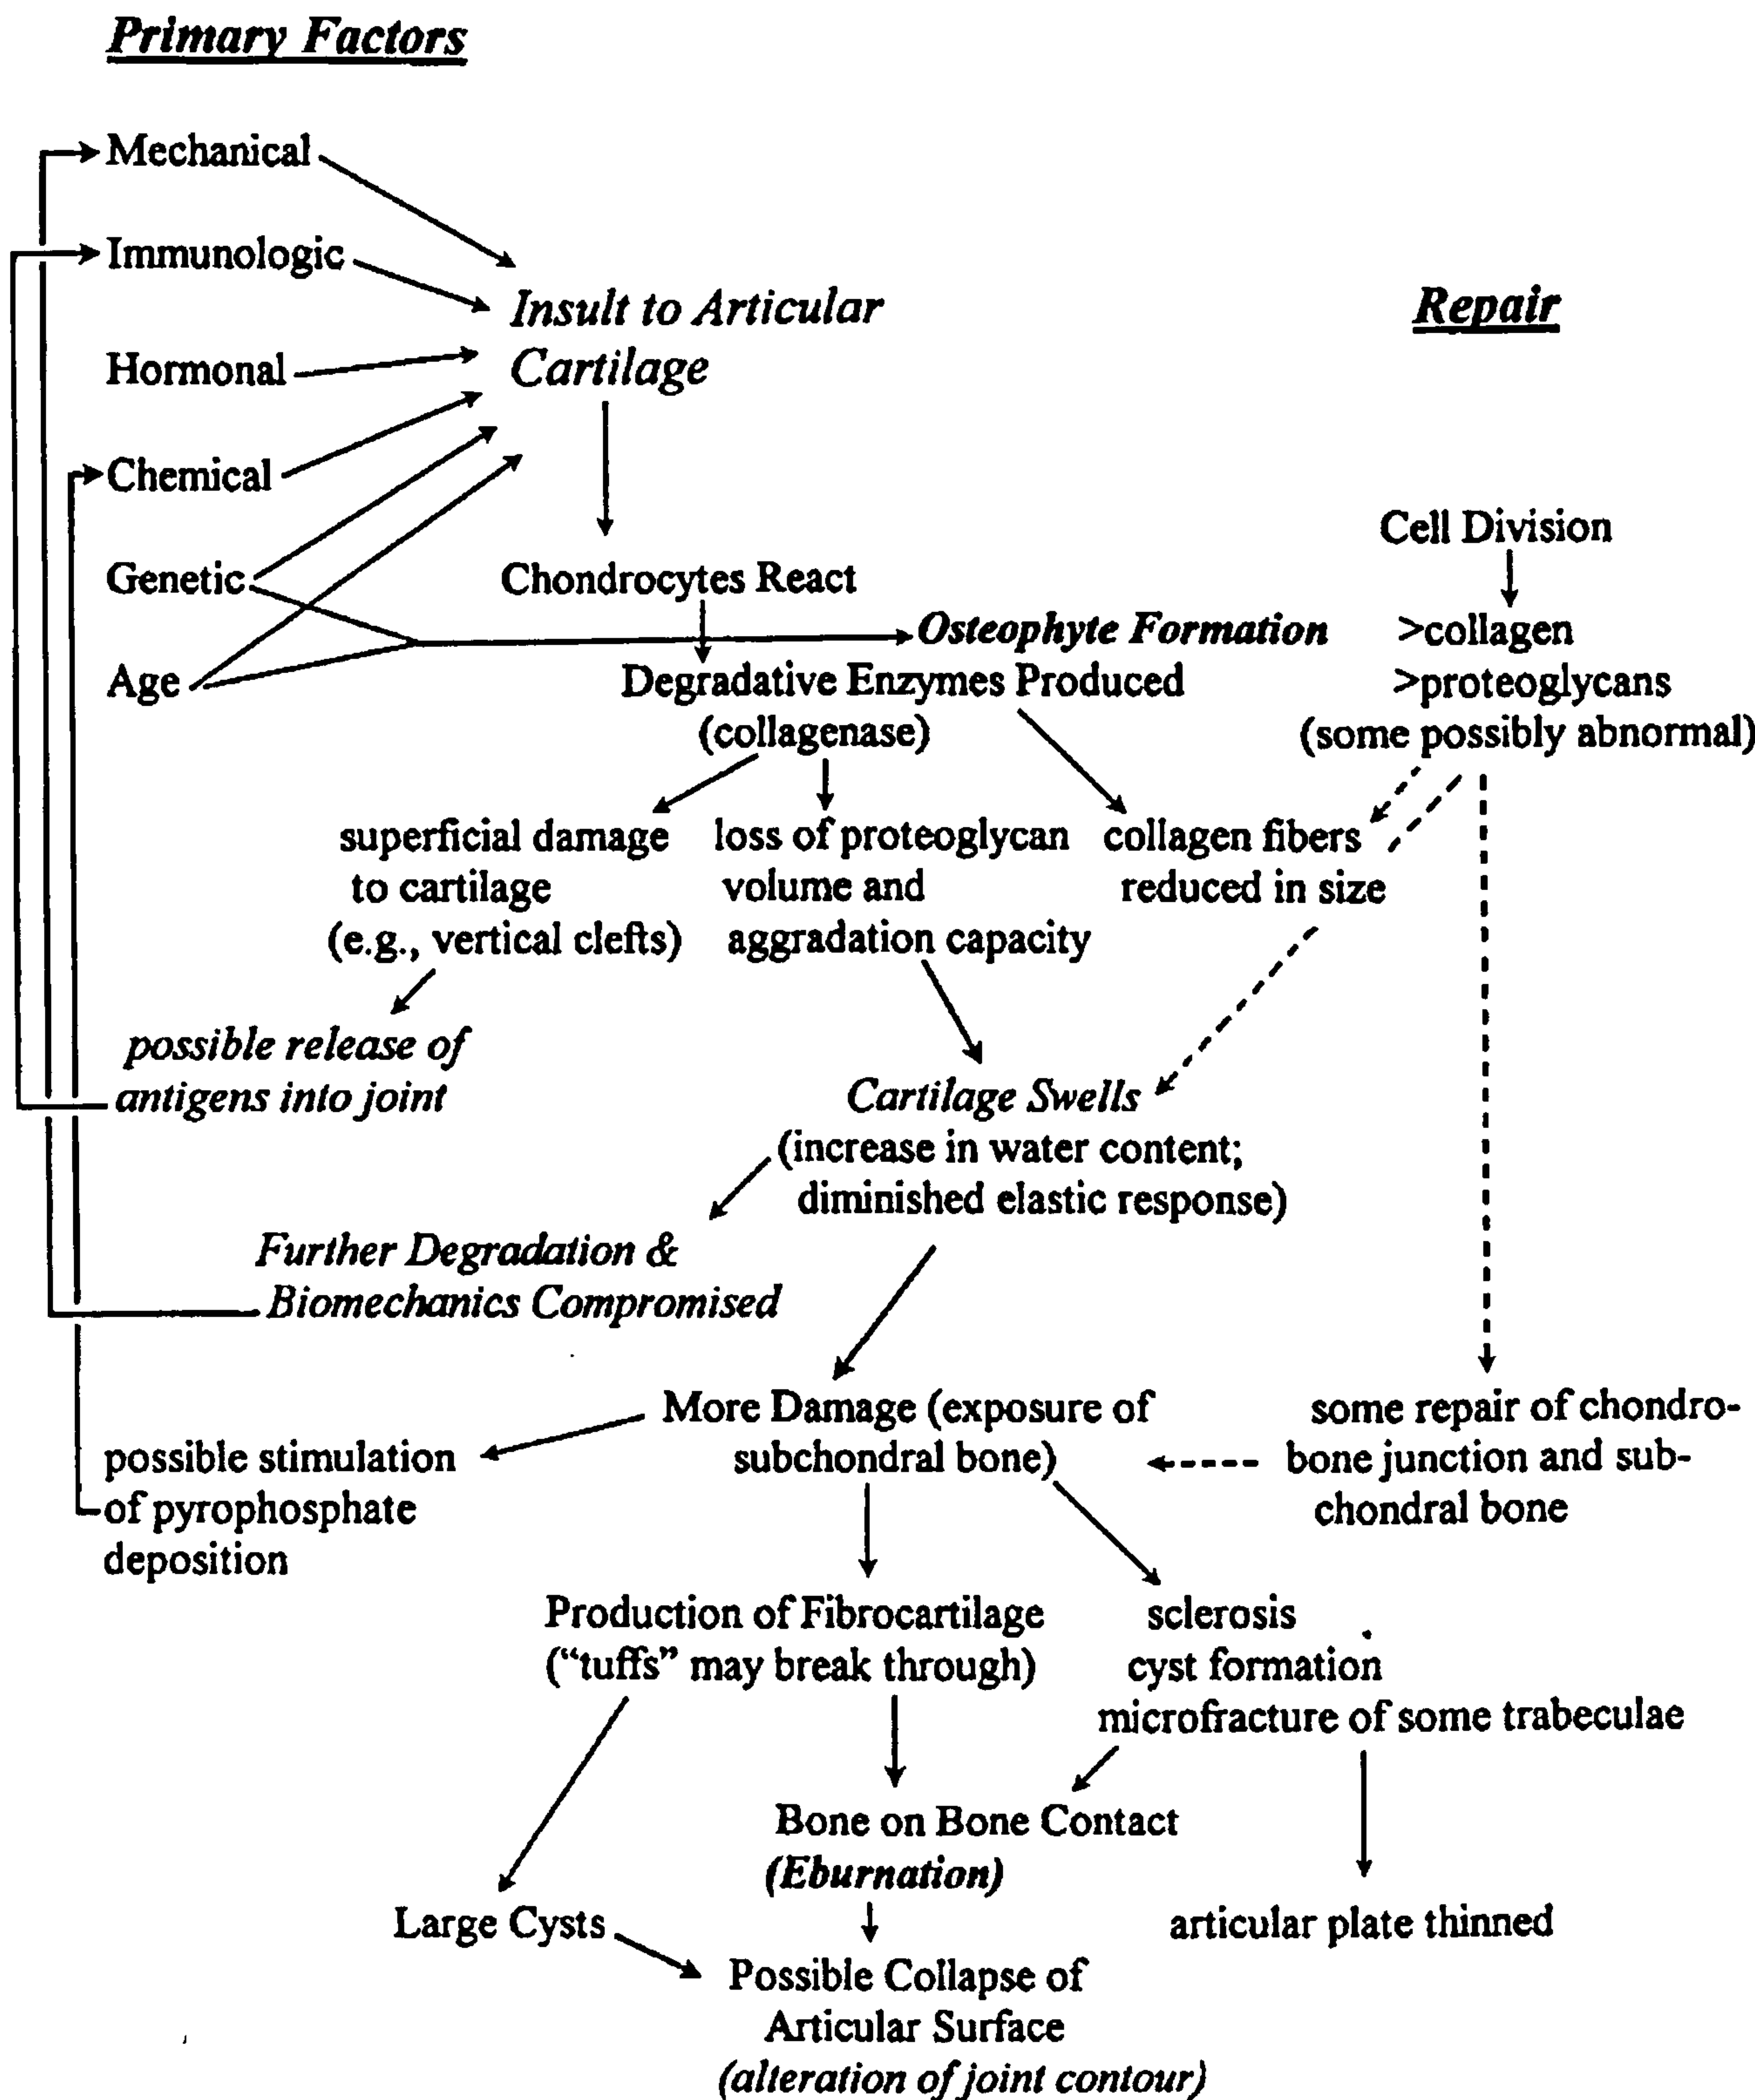 Primary Factors
Mechanical
Immunologic
Hormonal
Chemical
Genetic
Age
Insult to Articular
Cartilage
Chondrocytes React
Osteophyte Formation
Degradative Enzymes Produced
(collagenase)
Repair
Cell Division
>collagen
>proteoglycans
(some possibly abnormal)
superficial damage
to cartilage
(e.g., vertical clefts)
loss of proteoglycan
volume and
aggradation capacity
collagen fibers
reduced in size
possible release of
antigens into joint
Cartilage Swells
(increase in water content;
diminished elastic response)
Further Degradation &
Biomechanics Compromised
More Damage (exposure of
subchondral bone)
some repair of chondro-
bone junction and sub-
chondral bone
possible stimulation
of pyrophosphate
deposition
Production of Fibrocartilage
("tuffs" may break through)
sclerosis
cyst formation
microfracture of some trabeculae
Bone on Bone Contact
(Eburnation)
Large Cysts
articular plate thinned
Possible Collapse of
Articular Surface
(alteration of joint contour)